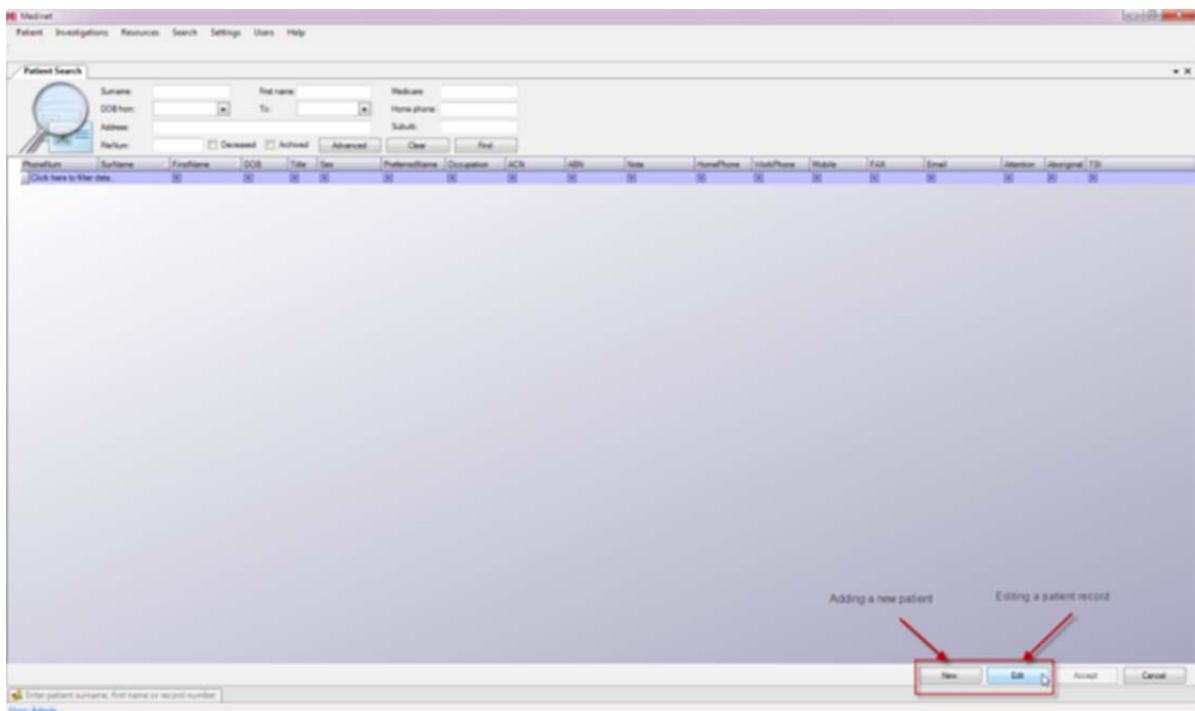 Medinet
Patient Investigations Resources Search Settings Users Help
Patient Search
Surname: First name: Medicare:
DOB from: To: Home phone:
Address: Suburb:
FileNum: Deceased Archived Advanced Clear Find
PhoneNum SurName FirstName DOB Title Sex PreferredName Occupation ACN ABN Note HomePhone WorkPhone Mobile FAX Email Attention Aboriginal TSI
Click here to filter data...
Adding a new patient Editing a patient record
New Edit Accept Cancel
Enter patient surname, first name or record number
User: Admin